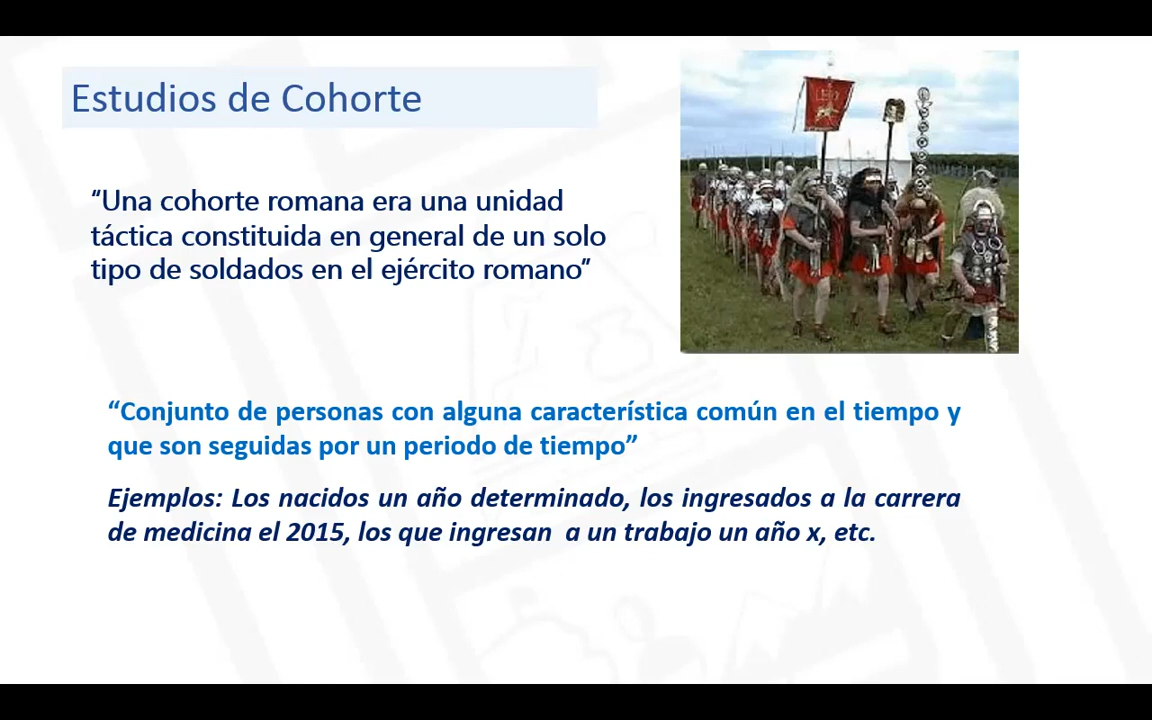 Estudios de Cohorte
“Una cohorte romana era una unidad
táctica constituida en general de un solo
tipo de soldados en el ejército romano”
“Conjunto de personas con alguna característica común en el tiempo y
que son seguidas por un periodo de tiempo”
Ejemplos: Los nacidos un año determinado, los ingresados a la carrera
de medicina el 2015, los que ingresan a un trabajo un año x, etc.